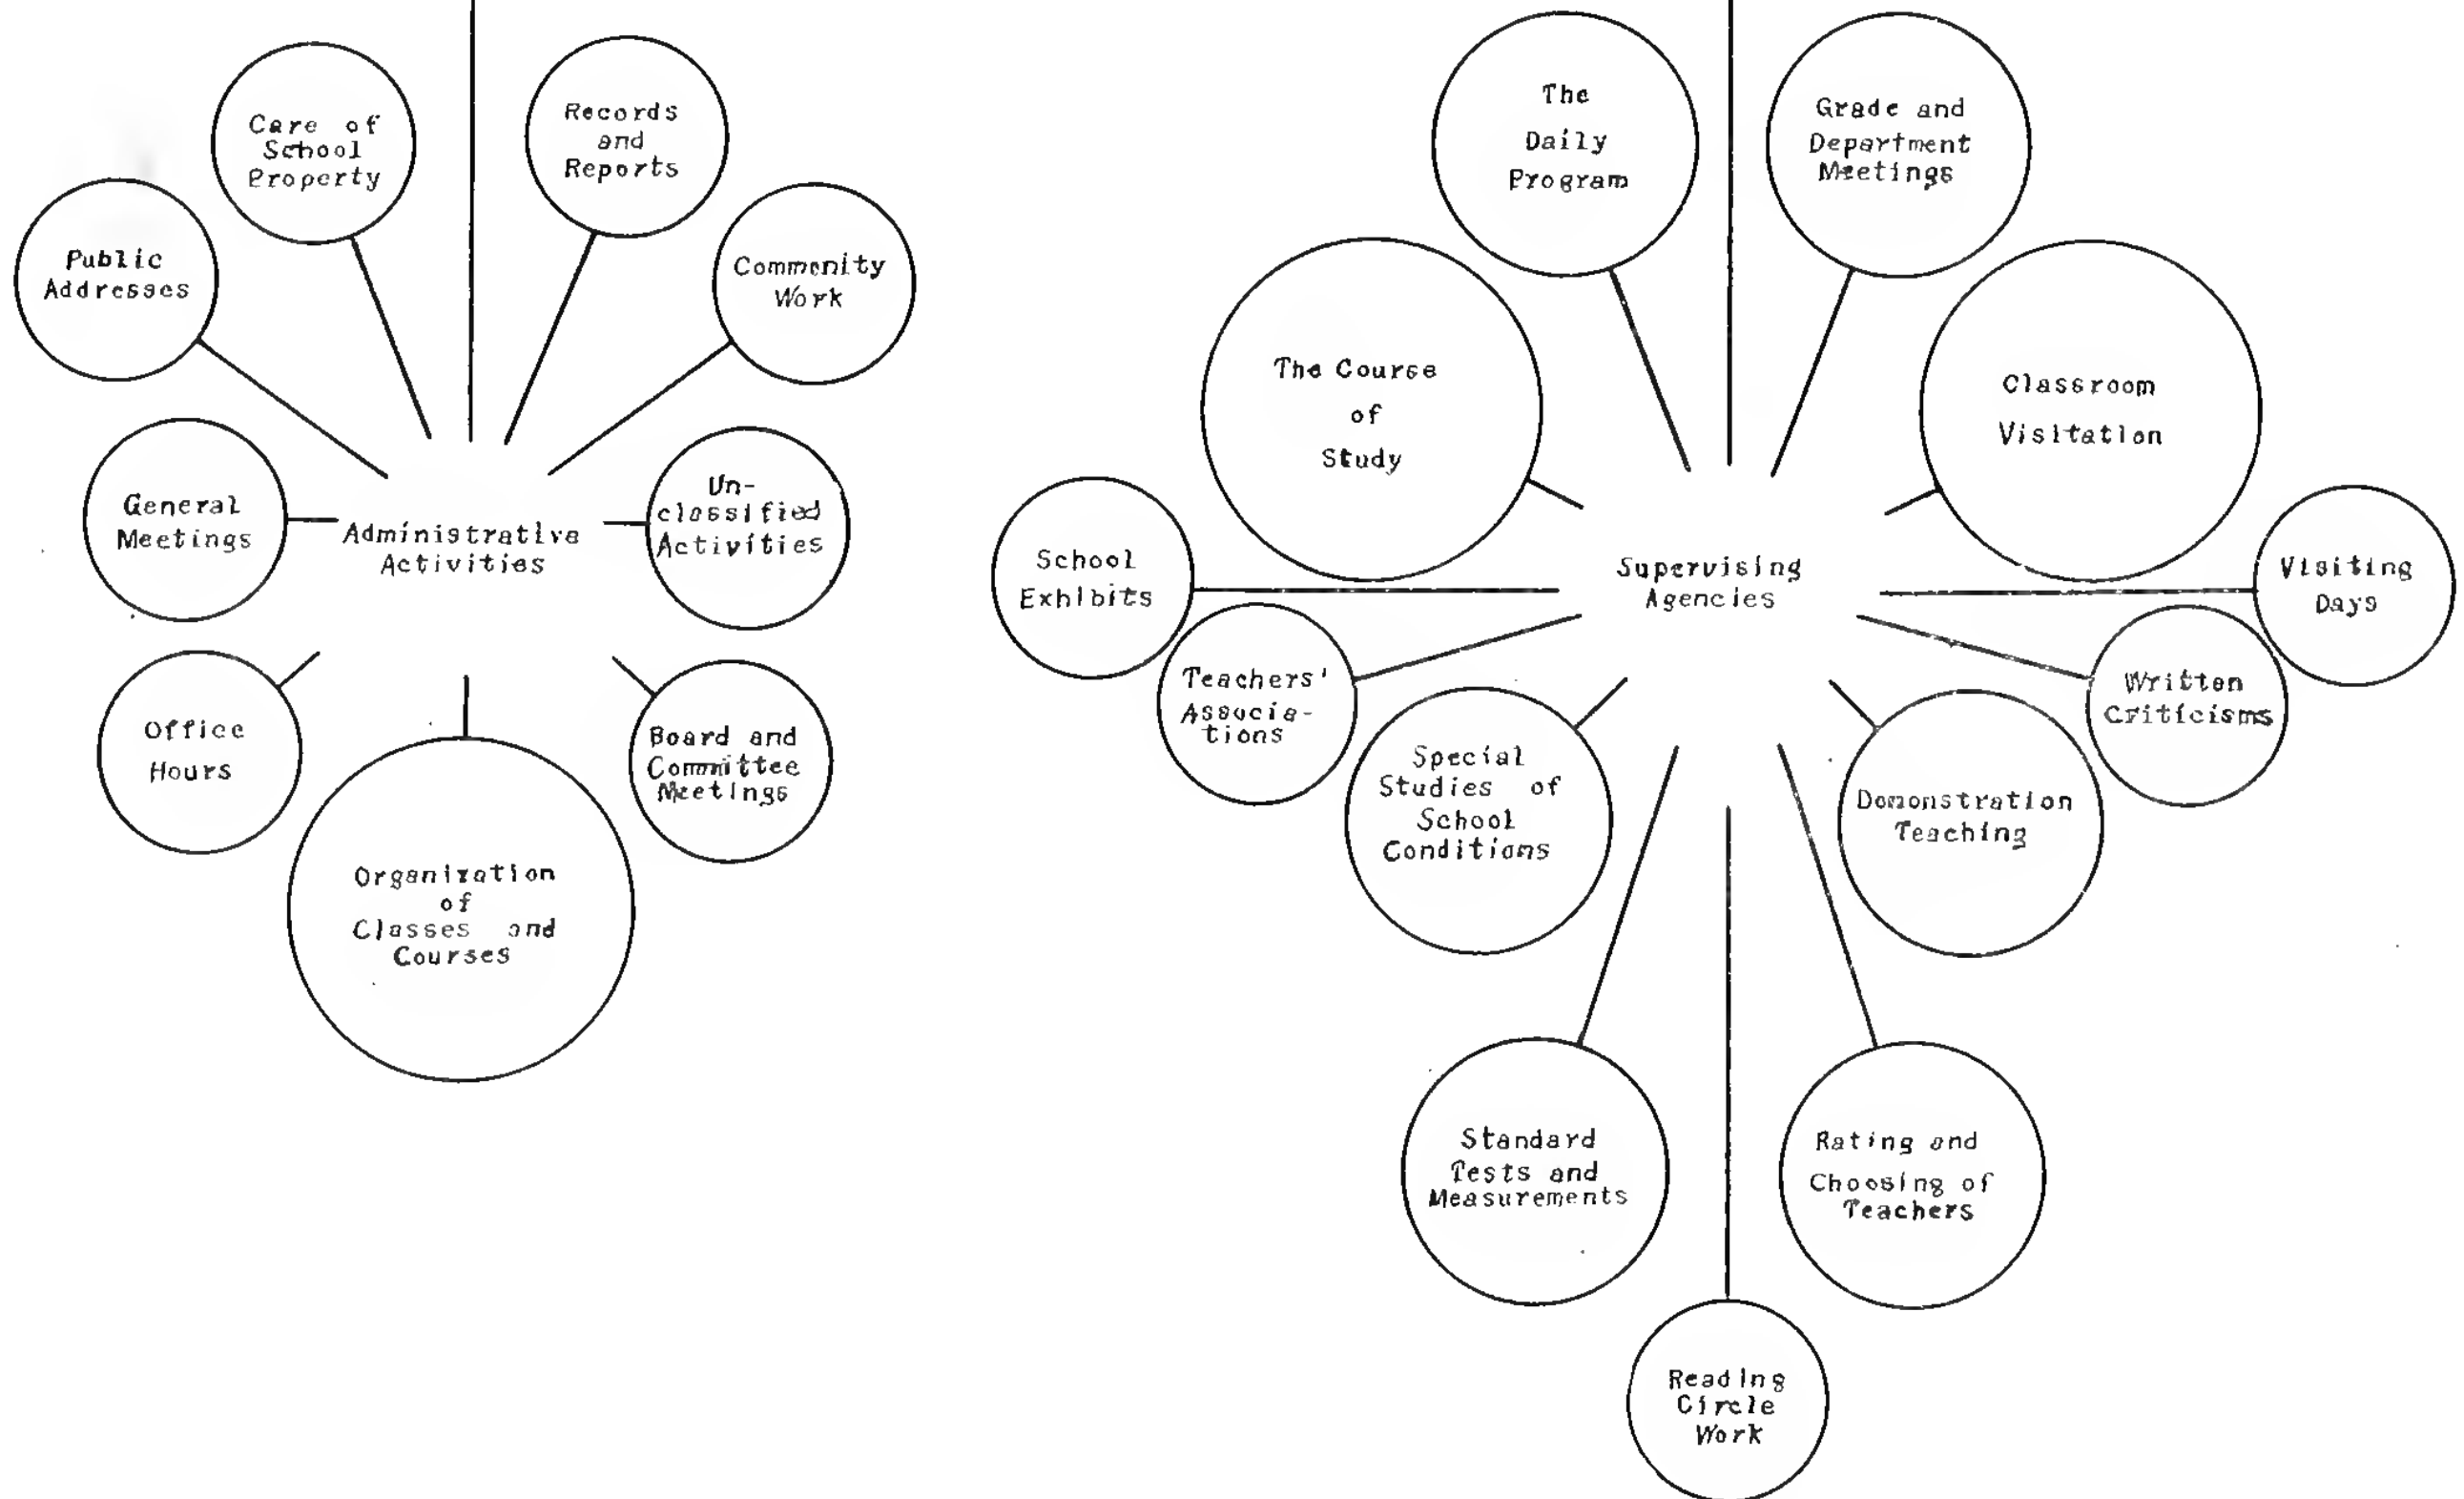 Care of
School
Property
Records
and
Reports
Public
Addresses
Community
Work
General
Meetings
Administrative
Activities
Un-
classified
Activities
Office
Hours
Board and
Committee
Meetings
Organization
of
Classes and
Courses
The
Daily
Program
Grade and
Department
Meetings
The Course
of
Study
Classroom
Visitation
School
Exhibits
Supervising
Agencies
Visiting
Days
Teachers'
Associa-
tions
Written
Criticisms
Special
Studies of
School
Conditions
Demonstration
Teaching
Standard
Tests and
Measurements
Rating and
Choosing of
Teachers
Reading
Circle
Work